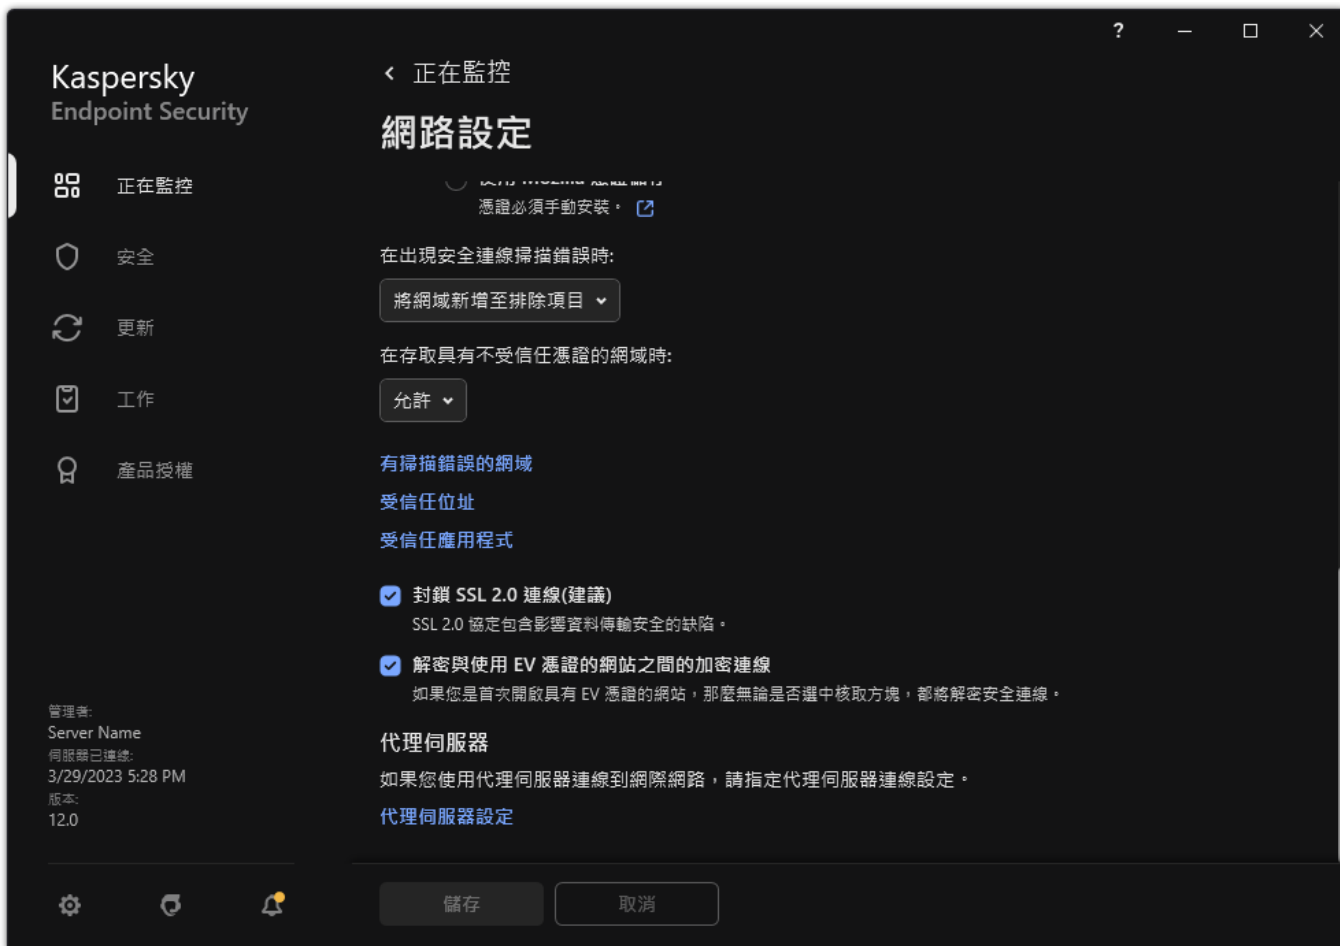 ?
Kaspersky
Endpoint Security
正在監控
安全
更新
工作
產品授權
管理者:
Server Name
伺服器已連線:
3/29/2023 5:28 PM
版本:
12.0
正在監控
網路設定
使用 Mozilla 憑證儲存
憑證必須手動安裝。
在出現安全連線掃描錯誤時:
將網域新增至排除項目
在存取具有不受信任憑證的網域時:
允許
有掃描錯誤的網域
受信任位址
受信任應用程式
封鎖 SSL 2.0 連線(建議)
SSL 2.0 協定包含影響資料傳輸安全的缺陷。
解密與使用 EV 憑證的網站之間的加密連線
如果您是首次開啟具有 EV 憑證的網站，那麼無論是否選中核取方塊，都將解密安全連線。
代理伺服器
如果您使用代理伺服器連線到網際網路，請指定代理伺服器連線設定。
代理伺服器設定
儲存
取消